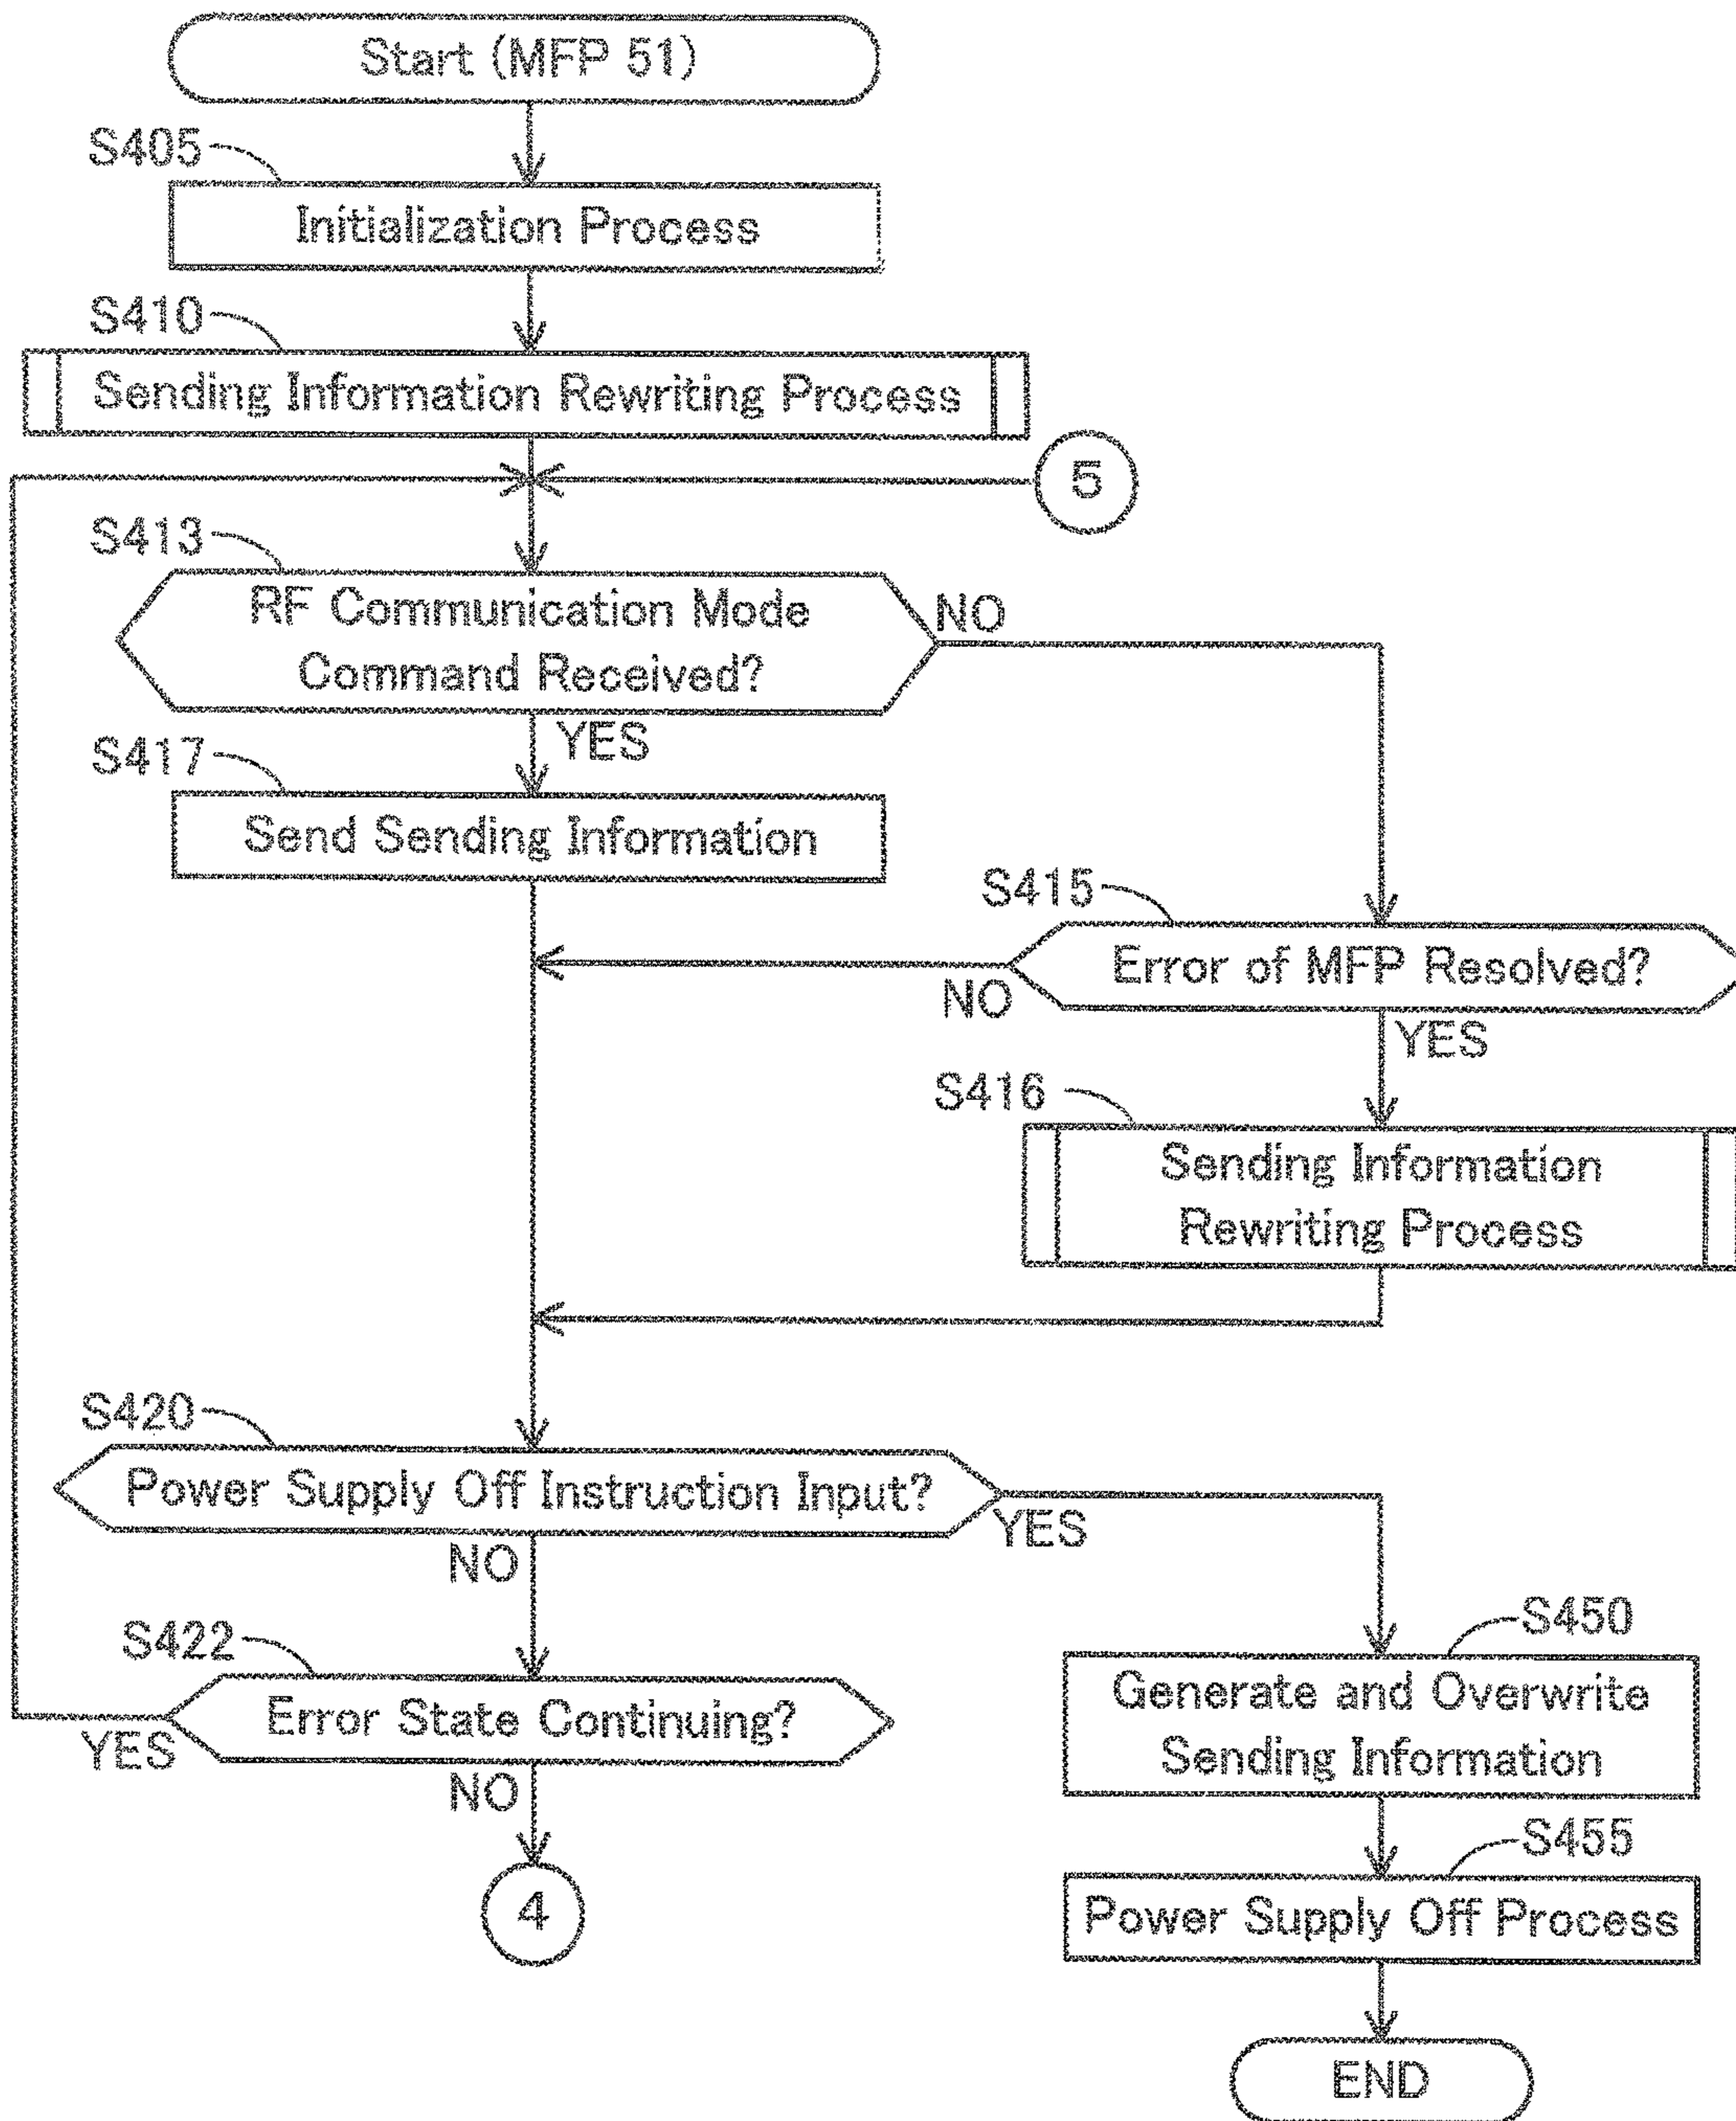 Start (MFP 51)
S405
Initialization Process
S410
Sending Information Rewriting Process
5
S413
RF Communication Mode
Command Received?
NO
YES
S417
Send Sending Information
S415
Error of MFP Resolved?
NO
YES
S416
Sending Information
Rewriting Process
S420
Power Supply Off Instruction Input?
YES
NO
S422
Error State Continuing?
YES
NO
4
S450
Generate and Overwrite
Sending Information
S455
Power Supply Off Process
END